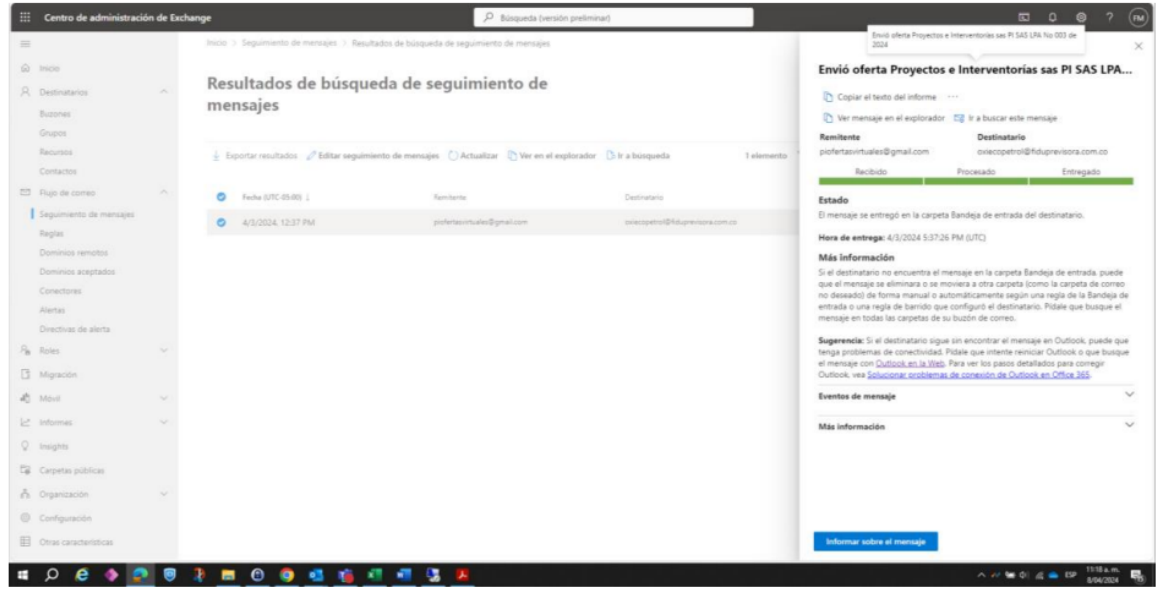 Centro de administración de Exchange
Búsqueda (versión preliminar)
FM
Envió oferta Proyectos e Interventorías sas PI SAS LPA No 003 de
2024
Inicio > Seguimiento de mensajes > Resultados de búsqueda de seguimiento de mensajes
Resultados de búsqueda de seguimiento de
mensajes
Exportar resultados Editar seguimiento de mensajes Actualizar Ver en el explorador Ir a búsqueda 1 elemento
Fecha (UTC-05:00) ↓ Remitente Destinatario
4/3/2024, 12:37 PM piofertasvirtuales@gmail.com oxiecopetrol@fiduprevisora.com.co
Inicio
Destinatarios
Buzones
Grupos
Recursos
Contactos
Flujo de correo
Seguimiento de mensajes
Reglas
Dominios remotos
Dominios aceptados
Conectores
Alertas
Directivas de alerta
Roles
Migración
Móvil
Informes
Insights
Carpetas públicas
Organización
Configuración
Otras características
Envió oferta Proyectos e Interventorías sas PI SAS LPA...
Copiar el texto del informe ...
Ver mensaje en el explorador Ir a buscar este mensaje
Remitente Destinatario
piofertasvirtuales@gmail.com oxiecopetrol@fiduprevisora.com.co
Recibido Procesado Entregado
Estado
El mensaje se entregó en la carpeta Bandeja de entrada del destinatario.
Hora de entrega: 4/3/2024 5:37:26 PM (UTC)
Más información
Si el destinatario no encuentra el mensaje en la carpeta Bandeja de entrada, puede
que el mensaje se eliminara o se moviera a otra carpeta (como la carpeta de correo
no deseado) de forma manual o automáticamente según una regla de la Bandeja de
entrada o una regla de barrido que configuró el destinatario. Pídale que busque el
mensaje en todas las carpetas de su buzón de correo.
Sugerencia: Si el destinatario sigue sin encontrar el mensaje en Outlook, puede que
tenga problemas de conectividad. Pídale que intente reiniciar Outlook o que busque
el mensaje con Outlook en la Web. Para ver los pasos detallados para corregir
Outlook, vea Solucionar problemas de conexión de Outlook en Office 365.
Eventos de mensaje
Más información
Informar sobre el mensaje
ESP
11:18 a. m.
8/04/2024